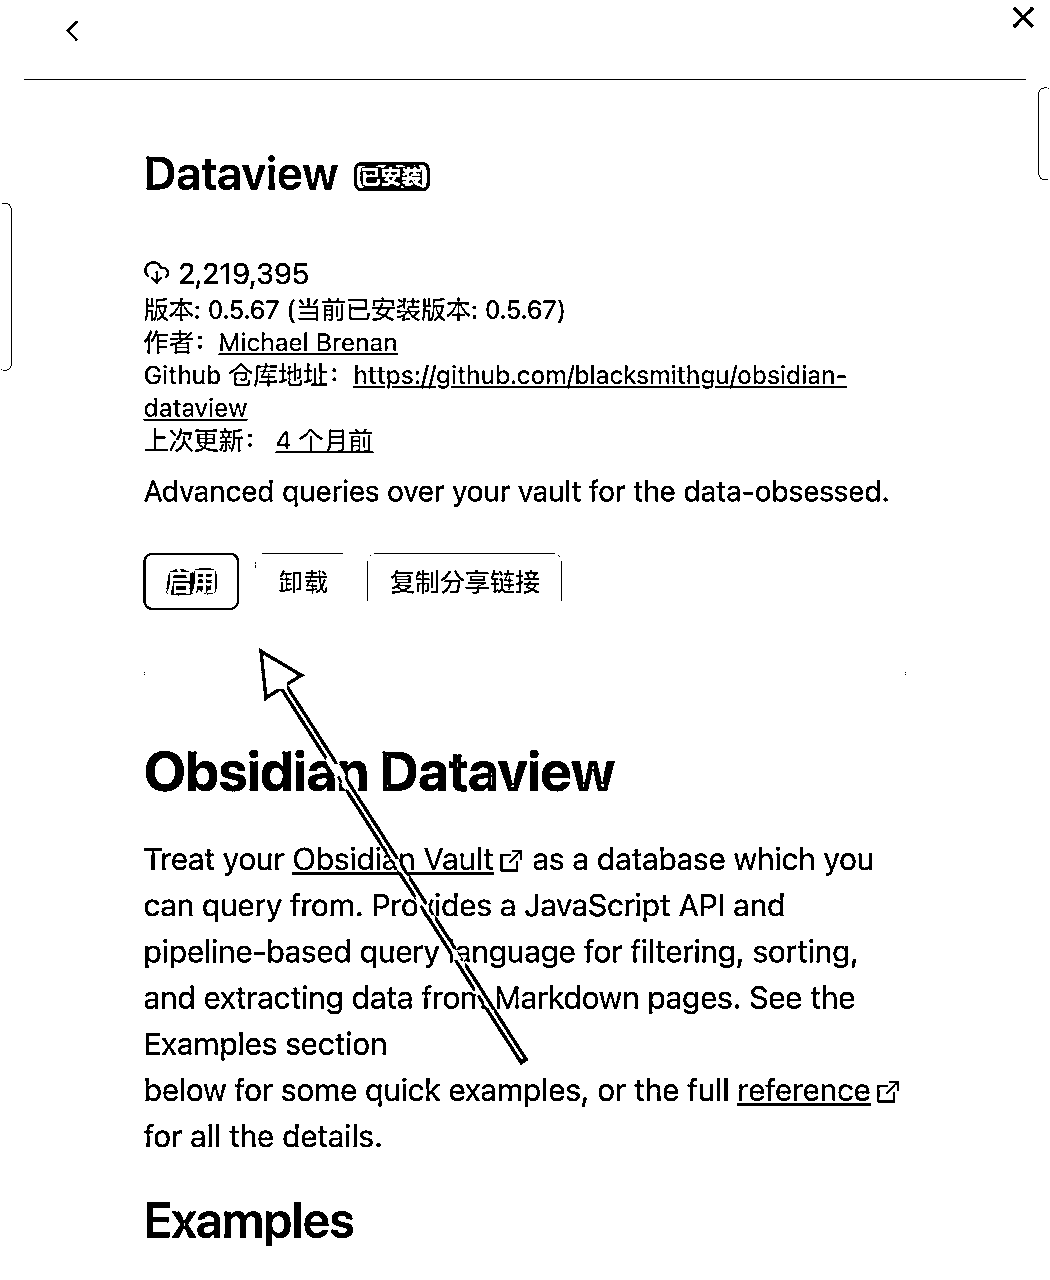 Dataview 已安装
2,219,395
版本: 0.5.67 (当前已安装版本: 0.5.67)
作者：Michael Brenan
Github 仓库地址：https://github.com/blacksmithgu/obsidian-
dataview
上次更新： 4 个月前
Advanced queries over your vault for the data-obsessed.
启用 卸载 复制分享链接
Obsidian Dataview
Treat your Obsidian Vault as a database which you
can query from. Provides a JavaScript API and
pipeline-based query language for filtering, sorting,
and extracting data from Markdown pages. See the
Examples section
below for some quick examples, or the full reference
for all the details.
Examples